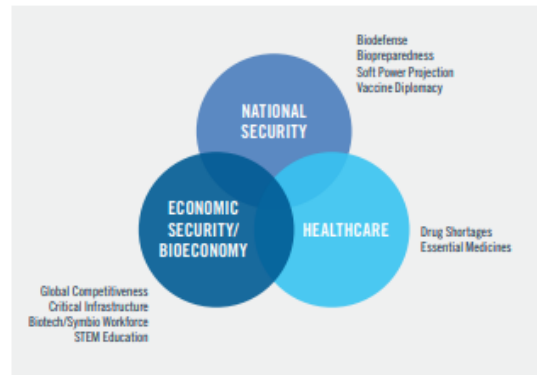 Biodefense
Biopreparedness
Soft Power Projection
Vaccine Diplomacy
NATIONAL
SECURITY
ECONOMIC
SECURITY/
BIOECONOMY
HEALTHCARE
Drug Shortages
Essential Medicines
Global Competitiveness
Critical Infrastructure
Biotech/Symbio Workforce
STEM Education